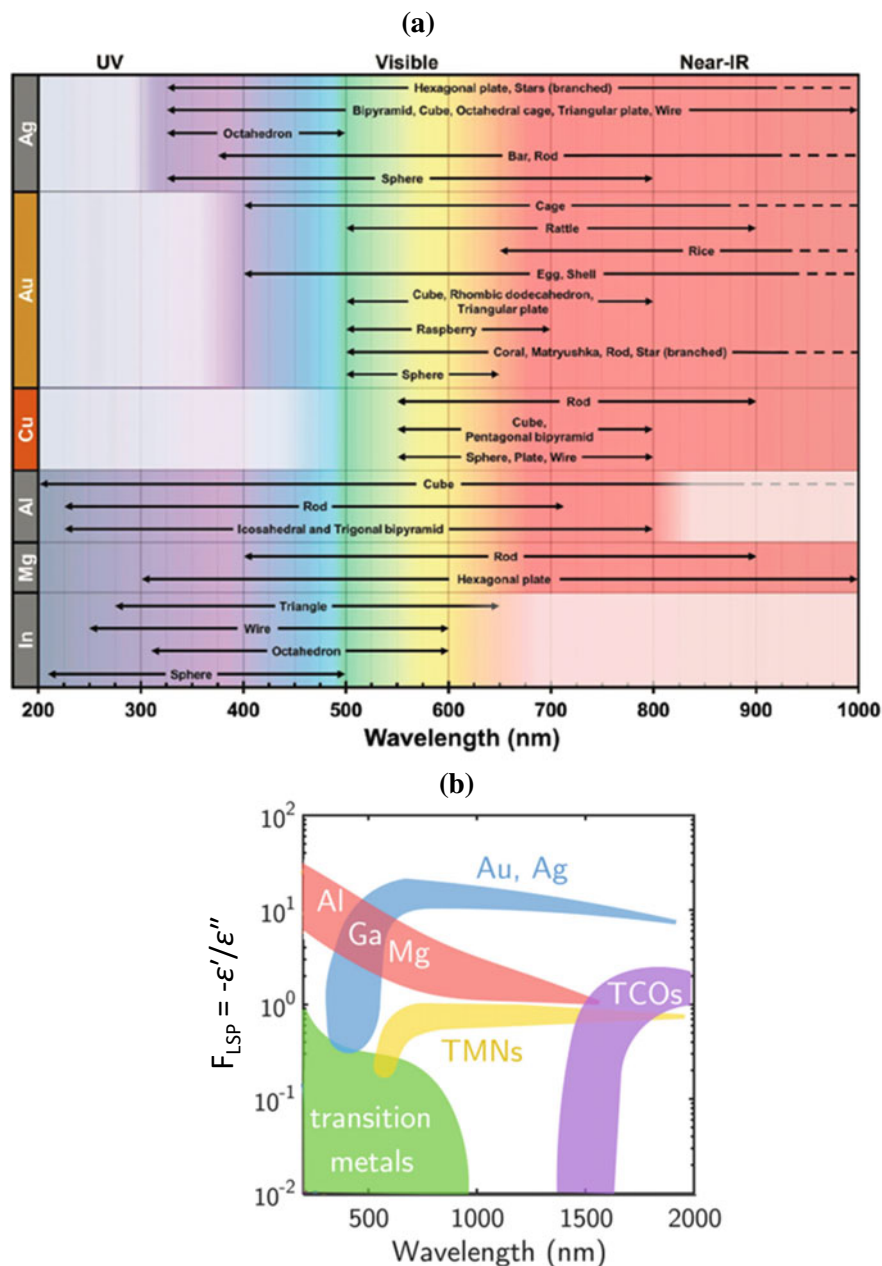 (a)
UV Visible Near-IR
Ag
Hexagonal plate, Stars (branched)
Bipyramid, Cube, Octahedral cage, Triangular plate, Wire
Octahedron
Bar, Rod
Sphere
Au
Cage
Rattle
Rice
Egg, Shell
Cube, Rhombic dodecahedron,
Triangular plate
Raspberry
Coral, Matryushka, Rod, Star (branched)
Sphere
Cu
Rod
Cube,
Pentagonal bipyramid
Sphere, Plate, Wire
Al
Cube
Rod
Icosahedral and Trigonal bipyramid
Mg
Rod
Hexagonal plate
In
Triangle
Wire
Octahedron
Sphere
200 300 400 500 600 700 800 900 1000
Wavelength (nm)
(b)
F_LSP = -ε'/ε"
10²
10¹
10⁰
10⁻¹
10⁻²
Au, Ag
Al
Ga
Mg
TCOs
TMNs
transition
metals
500 1000 1500 2000
Wavelength (nm)